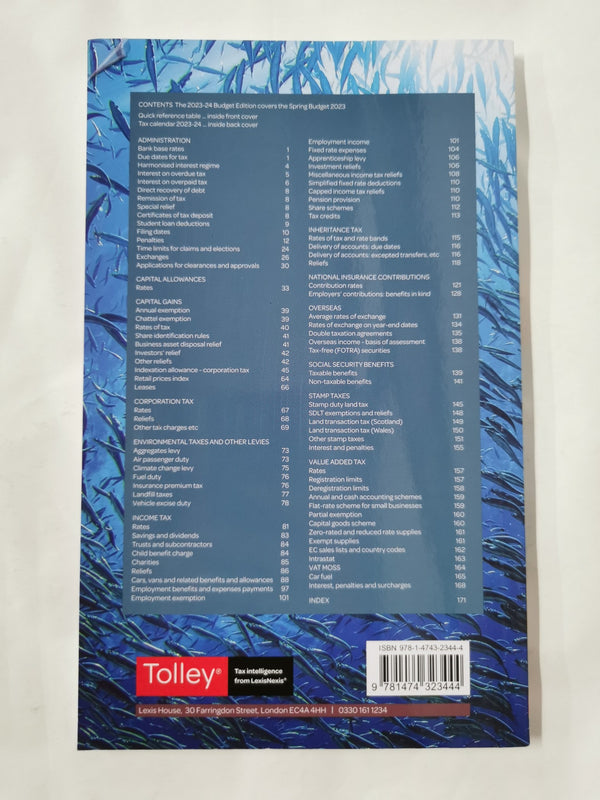 CONTENTS The 2023-24 Budget Edition covers the Spring Budget 2023
Quick reference table ... inside front cover
Tax calendar 2023-24 ... inside back cover
ADMINISTRATION
Bank base rates 1
Due dates for tax 1
Harmonised interest regime 4
Interest on overdue tax 5
Interest on overpaid tax 6
Direct recovery of debt 8
Remission of tax 8
Special relief 8
Certificates of tax deposit 8
Student loan deductions 9
Filing dates 10
Penalties 12
Time limits for claims and elections 24
Exchanges 26
Applications for clearances and approvals 30
CAPITAL ALLOWANCES
Rates 33
CAPITAL GAINS
Annual exemption 39
Chattel exemption 39
Rates of tax 40
Share identification rules 41
Business asset disposal relief 41
Investors' relief 42
Other reliefs 42
Indexation allowance - corporation tax 45
Retail prices index 64
Leases 66
CORPORATION TAX
Rates 67
Reliefs 68
Other tax charges etc 69
ENVIRONMENTAL TAXES AND OTHER LEVIES
Aggregates levy 73
Air passenger duty 73
Climate change levy 75
Fuel duty 76
Insurance premium tax 76
Landfill taxes 77
Vehicle excise duty 78
INCOME TAX
Rates 81
Savings and dividends 83
Trusts and subcontractors 84
Child benefit charge 84
Charities 85
Reliefs 86
Cars, vans and related benefits and allowances 88
Employment benefits and expenses payments 97
Employment exemption 101
Employment income 101
Fixed rate expenses 104
Apprenticeship levy 106
Investment reliefs 106
Miscellaneous income tax reliefs 108
Simplified fixed rate deductions 110
Capped income tax reliefs 110
Pension provision 110
Share schemes 112
Tax credits 113
INHERITANCE TAX
Rates of tax and rate bands 115
Delivery of accounts: due dates 116
Delivery of accounts: excepted transfers, etc 116
Reliefs 118
NATIONAL INSURANCE CONTRIBUTIONS
Contribution rates 121
Employers' contributions: benefits in kind 128
OVERSEAS
Average rates of exchange 131
Rates of exchange on year-end dates 134
Double taxation agreements 135
Overseas income - basis of assessment 138
Tax-free (FOTRA) securities 138
SOCIAL SECURITY BENEFITS
Taxable benefits 139
Non-taxable benefits 141
STAMP TAXES
Stamp duty land tax 145
SDLT exemptions and reliefs 148
Land transaction tax (Scotland) 149
Land transaction tax (Wales) 150
Other stamp taxes 151
Interest and penalties 155
VALUE ADDED TAX
Rates 157
Registration limits 157
Deregistration limits 158
Annual and cash accounting schemes 159
Flat-rate scheme for small businesses 159
Partial exemption 160
Capital goods scheme 160
Zero-rated and reduced rate supplies 161
Exempt supplies 161
EC sales lists and country codes 162
Intrastat 163
VAT MOSS 164
Car fuel 165
Interest, penalties and surcharges 168
INDEX 171
Tolley®
Tax intelligence
from LexisNexis®
ISBN 978-1-4743-2344-4
9 781474 323444
Lexis House, 30 Farringdon Street, London EC4A 4HH | 0330 161 1234